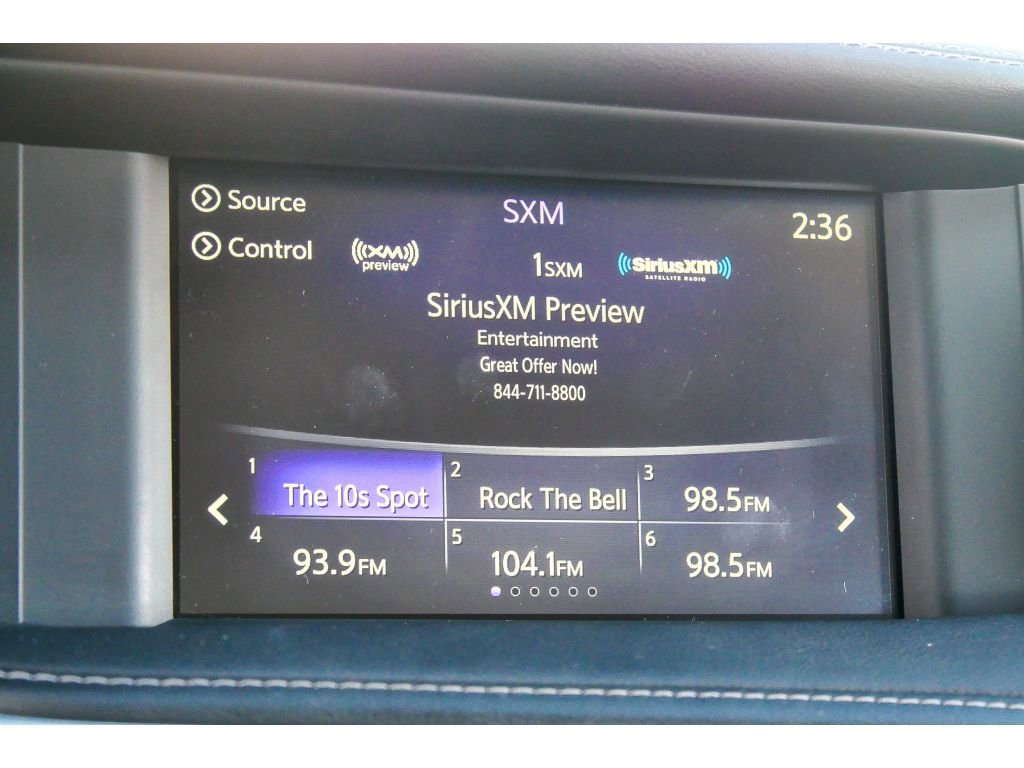 Source
SXM
2:36
Control
((XM))
preview
1SXM
((SiriusXM))
SATELLITE RADIO
SiriusXM Preview
Entertainment
Great Offer Now!
844-711-8800
1 The 10s Spot
2 Rock The Bell
3 98.5FM
4 93.9FM
5 104.1FM
6 98.5FM